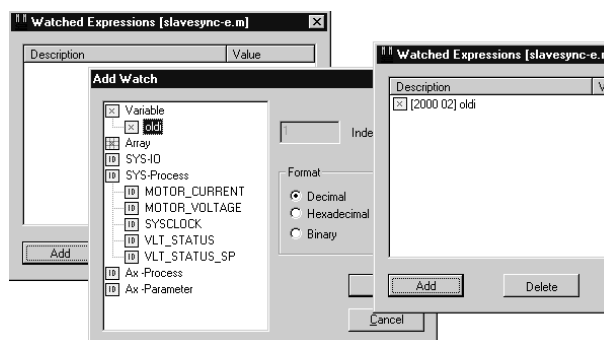 Watched Expressions [slavesync-e.m]
Description Value
Add
Add Watch
Variable
oldi
Array
SYS-IO
SYS-Process
MOTOR_CURRENT
MOTOR_VOLTAGE
SYSCLOCK
VLT_STATUS
VLT_STATUS_SP
Ax -Process
Ax -Parameter
1
Format
Decimal
Hexadecimal
Binary
Cancel
Watched Expressions [slavesync-e.
Description
[2000 02] oldi
Add Delete